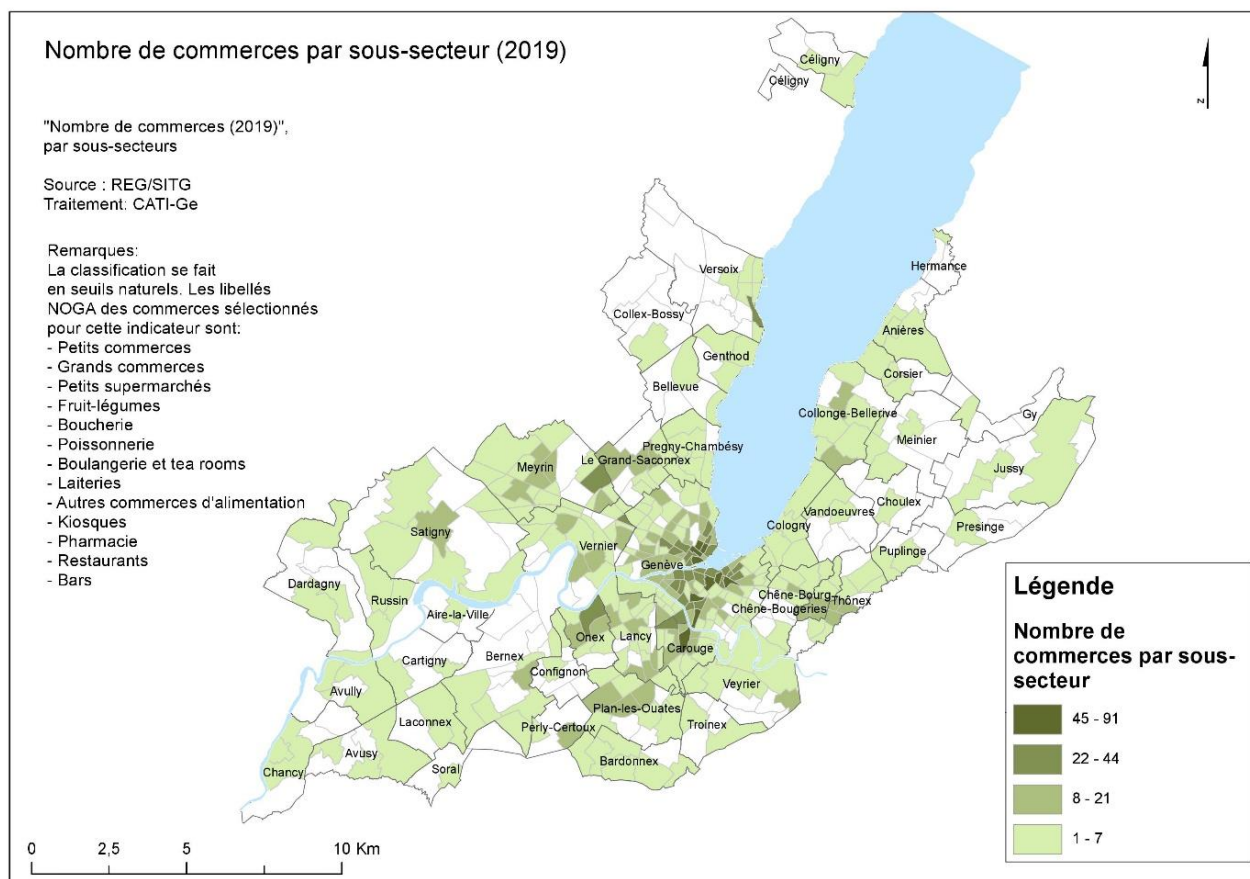 Nombre de commerces par sous-secteur (2019)
"Nombre de commerces (2019)",
par sous-secteurs
Source : REG/SITG
Traitement: CATI-Ge
Remarques:
La classification se fait
en seuils naturels. Les libellés
NOGA des commerces sélectionnés
pour cette indicateur sont:
- Petits commerces
- Grands commerces
- Petits supermarchés
- Fruit-légumes
- Boucherie
- Poissonnerie
- Boulangerie et tea rooms
- Laiteries
- Autres commerces d'alimentation
- Kiosques
- Pharmacie
- Restaurants
- Bars
N
Céligny
Céligny
Hermance
Versoix
Collex-Bossy
Anières
Genthod
Corsier
Bellevue
Collonge-Bellerive
Gy
Meinier
Pregny-Chambésy
Le Grand-Saconnex
Meyrin
Jussy
Choulex
Vandoeuvres
Cologny
Presinge
Satigny
Vernier
Puplinge
Genève
Dardagny
Chêne-Bourg
Thônex
Russin
Chêne-Bougeries
Aire-la-Ville
Onex
Lancy
Carouge
Bernex
Cartigny
Confignon
Veyrier
Avully
Plan-les-Ouates
Laconnex
Perly-Certoux
Troinex
Avusy
Bardonnex
Chancy
Soral
0
2,5
5
10 Km
Légende
Nombre de
commerces par sous-
secteur
45 - 91
22 - 44
8 - 21
1 - 7